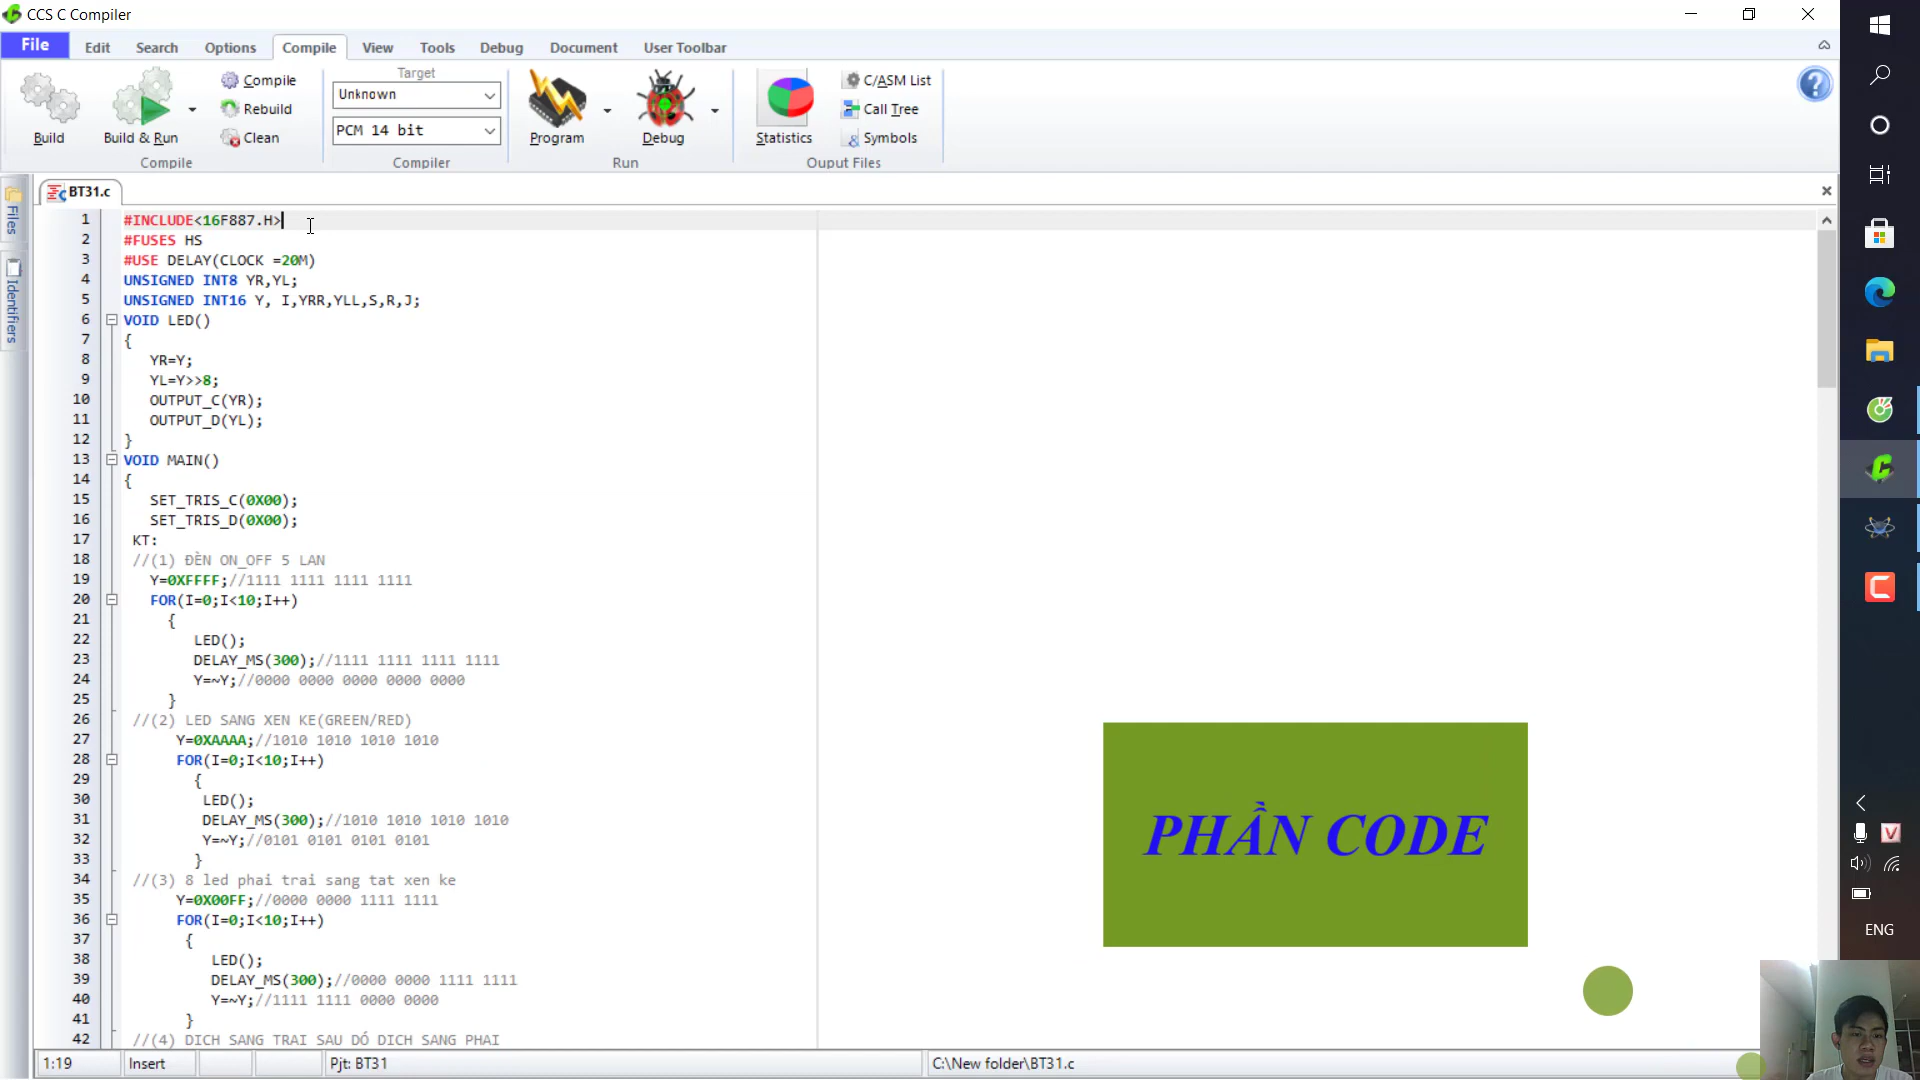 CCS C Compiler
File Edit Search Options Compile View Tools Debug Document User Toolbar
Build
Build & Run
Compile
Rebuild
Clean
Compile
Target
Unknown
PCM 14 bit
Compiler
Program
Debug
Run
Statistics
C/ASM List
Call Tree
Symbols
Ouput Files
Files
Identifiers
BT31.c
1 #INCLUDE<16F887.H>
2 #FUSES HS
3 #USE DELAY(CLOCK =20M)
4 UNSIGNED INT8 YR,YL;
5 UNSIGNED INT16 Y, I,YRR,YLL,S,R,J;
6 VOID LED()
7 {
8 YR=Y;
9 YL=Y>>8;
10 OUTPUT_C(YR);
11 OUTPUT_D(YL);
12 }
13 VOID MAIN()
14 {
15 SET_TRIS_C(0X00);
16 SET_TRIS_D(0X00);
17 KT:
18 //(1) ĐÈN ON_OFF 5 LAN
19 Y=0XFFFF;//1111 1111 1111 1111
20 FOR(I=0;I<10;I++)
21 {
22 LED();
23 DELAY_MS(300);//1111 1111 1111 1111
24 Y=~Y;//0000 0000 0000 0000 0000
25 }
26 //(2) LED SANG XEN KE(GREEN/RED)
27 Y=0XAAAA;//1010 1010 1010 1010
28 FOR(I=0;I<10;I++)
29 {
30 LED();
31 DELAY_MS(300);//1010 1010 1010 1010
32 Y=~Y;//0101 0101 0101 0101
33 }
34 //(3) 8 led phai trai sang tat xen ke
35 Y=0X00FF;//0000 0000 1111 1111
36 FOR(I=0;I<10;I++)
37 {
38 LED();
39 DELAY_MS(300);//0000 0000 1111 1111
40 Y=~Y;//1111 1111 0000 0000
41 }
42 //(4) DICH SANG TRAI SAU DÓ DICH SANG PHAI
PHẦN CODE
ENG
1:19 Insert Pjt: BT31 C:\New folder\BT31.c